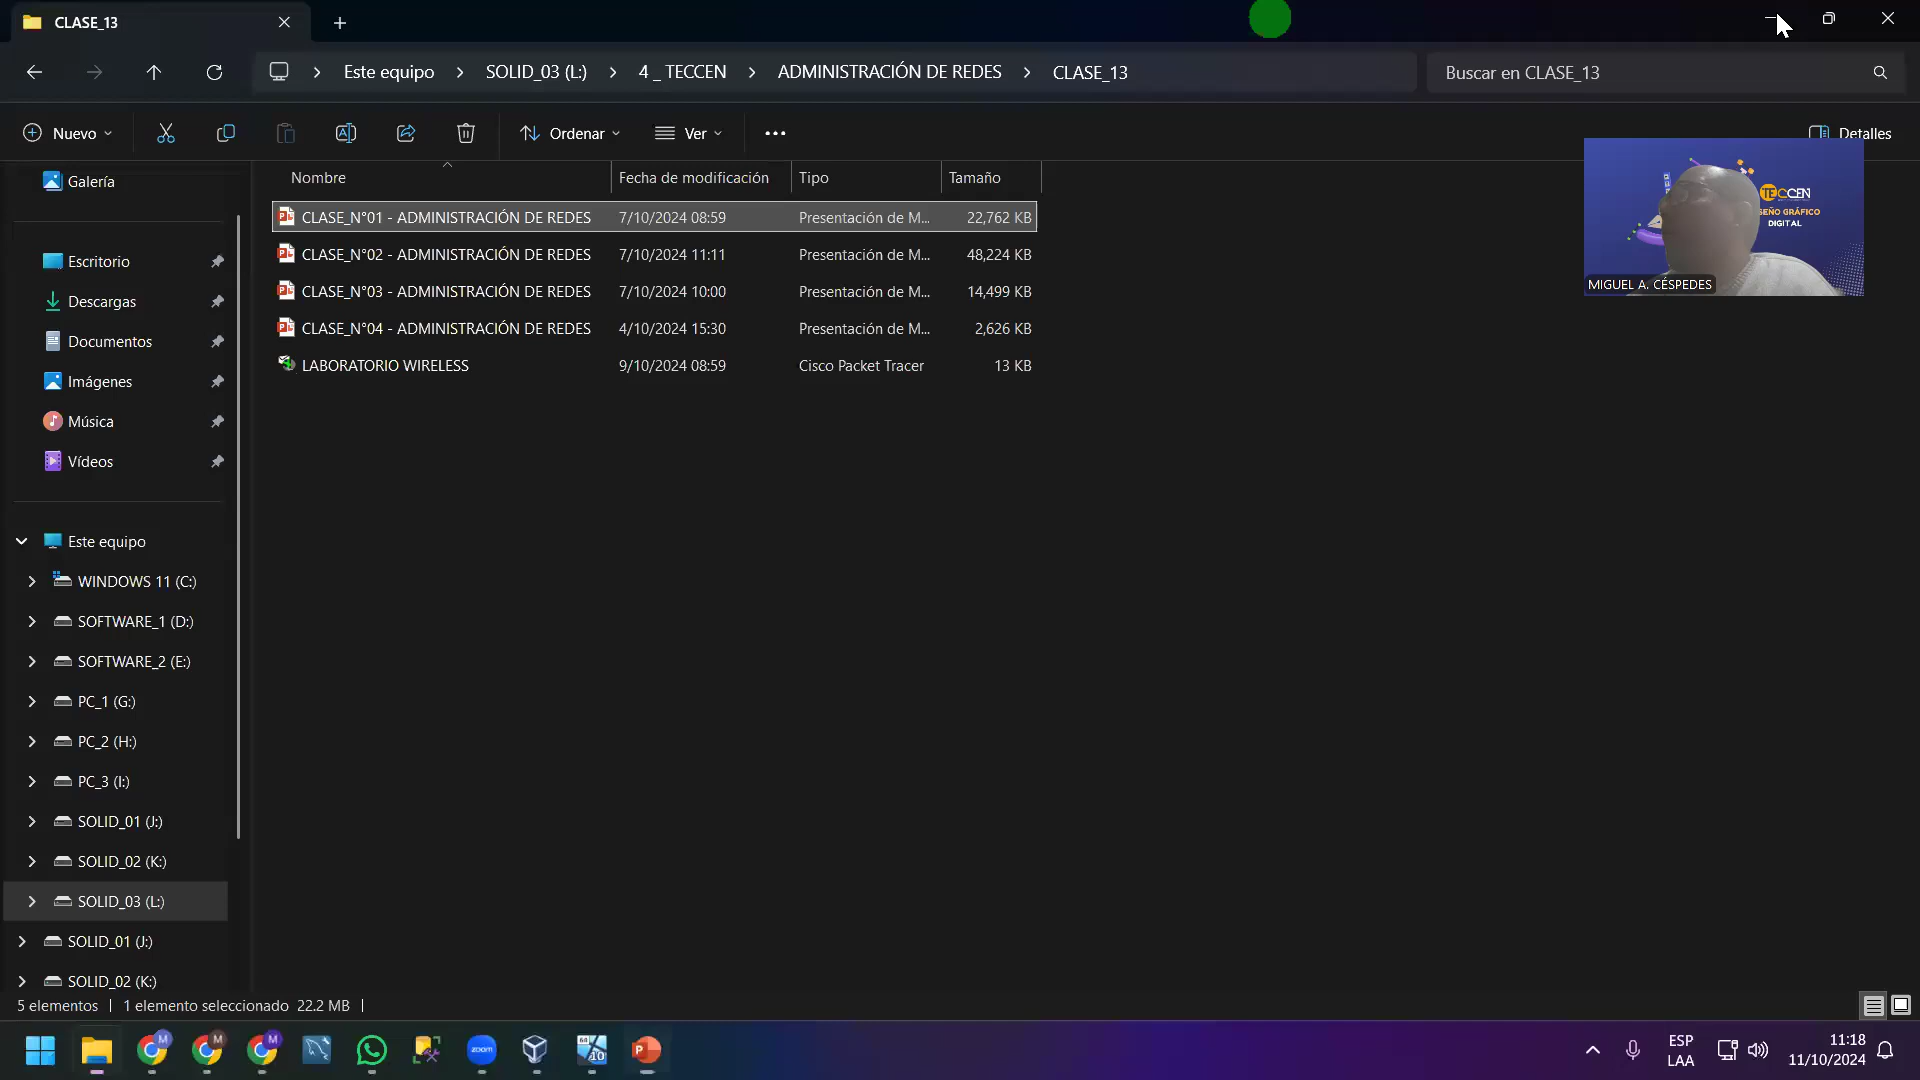 CLASE_13
Este equipo > SOLID_03 (L:) > 4 _ TECCEN > ADMINISTRACIÓN DE REDES > CLASE_13
Buscar en CLASE_13
Nuevo
Ordenar
Ver
Detalles
Galería
Escritorio
Descargas
Documentos
Imágenes
Música
Vídeos
Este equipo
WINDOWS 11 (C:)
SOFTWARE_1 (D:)
SOFTWARE_2 (E:)
PC_1 (G:)
PC_2 (H:)
PC_3 (I:)
SOLID_01 (J:)
SOLID_02 (K:)
SOLID_03 (L:)
SOLID_01 (J:)
SOLID_02 (K:)
Nombre Fecha de modificación Tipo Tamaño
CLASE_N°01 - ADMINISTRACIÓN DE REDES 7/10/2024 08:59 Presentación de M... 22,762 KB
CLASE_N°02 - ADMINISTRACIÓN DE REDES 7/10/2024 11:11 Presentación de M... 48,224 KB
CLASE_N°03 - ADMINISTRACIÓN DE REDES 7/10/2024 10:00 Presentación de M... 14,499 KB
CLASE_N°04 - ADMINISTRACIÓN DE REDES 4/10/2024 15:30 Presentación de M... 2,626 KB
LABORATORIO WIRELESS 9/10/2024 08:59 Cisco Packet Tracer 13 KB
TECCEN
SEÑO GRÁFICO
DIGITAL
MIGUEL A. CÉSPEDES
5 elementos
1 elemento seleccionado 22.2 MB
M
M
M
zoom
64
10
ESP
LAA
11:18
11/10/2024